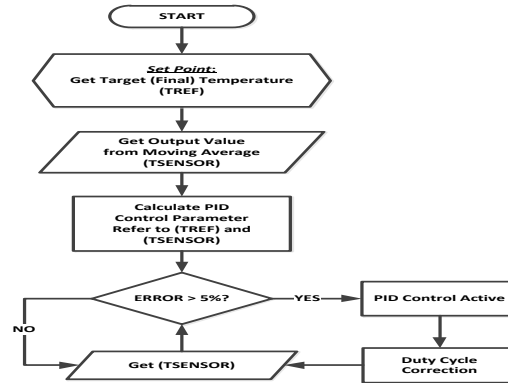 START
Set Point:
Get Target (Final) Temperature
(TREF)
Get Output Value
from Moving Average
(TSENSOR)
Calculate PID
Control Parameter
Refer to (TREF) and
(TSENSOR)
ERROR > 5%?
YES
PID Control Active
NO
Get (TSENSOR)
Duty Cycle
Correction